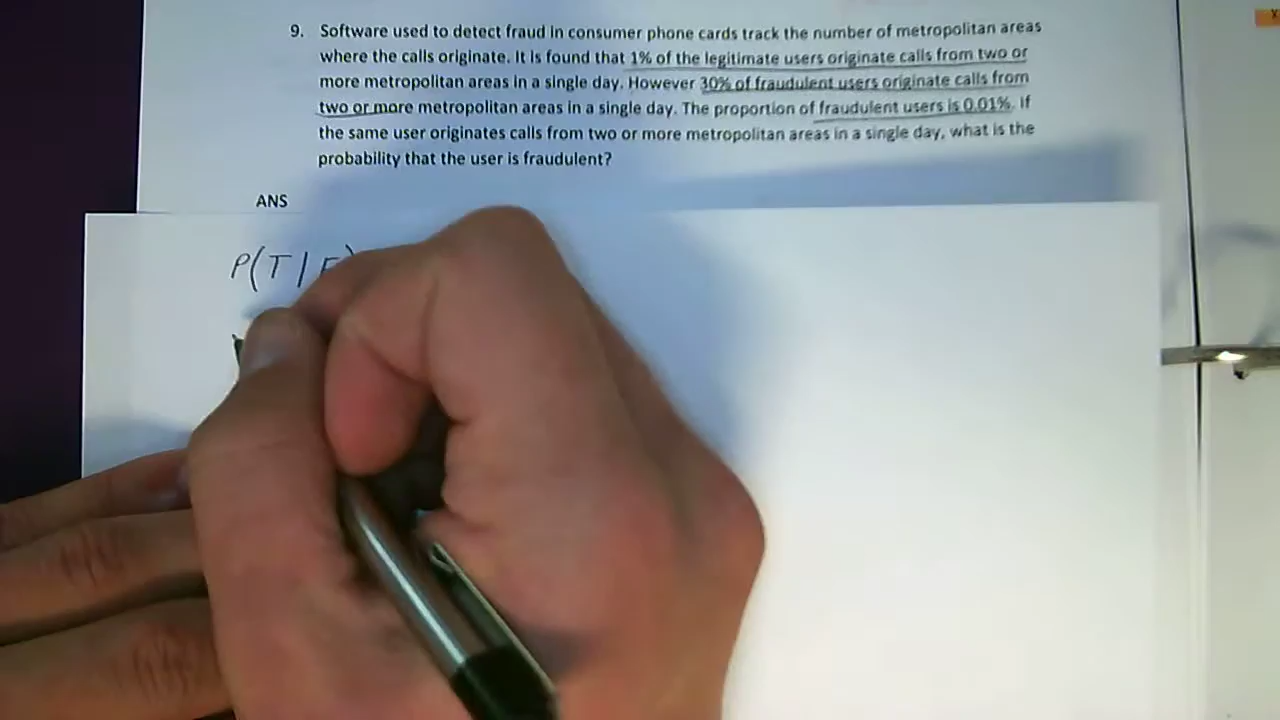 9. Software used to detect fraud in consumer phone cards track the number of metropolitan areas
where the calls originate. It is found that 1% of the legitimate users originate calls from two or
more metropolitan areas in a single day. However 30% of fraudulent users originate calls from
two or more metropolitan areas in a single day. The proportion of fraudulent users is 0.01%. If
the same user originates calls from two or more metropolitan areas in a single day, what is the
probability that the user is fraudulent?
ANS
P(T/F)